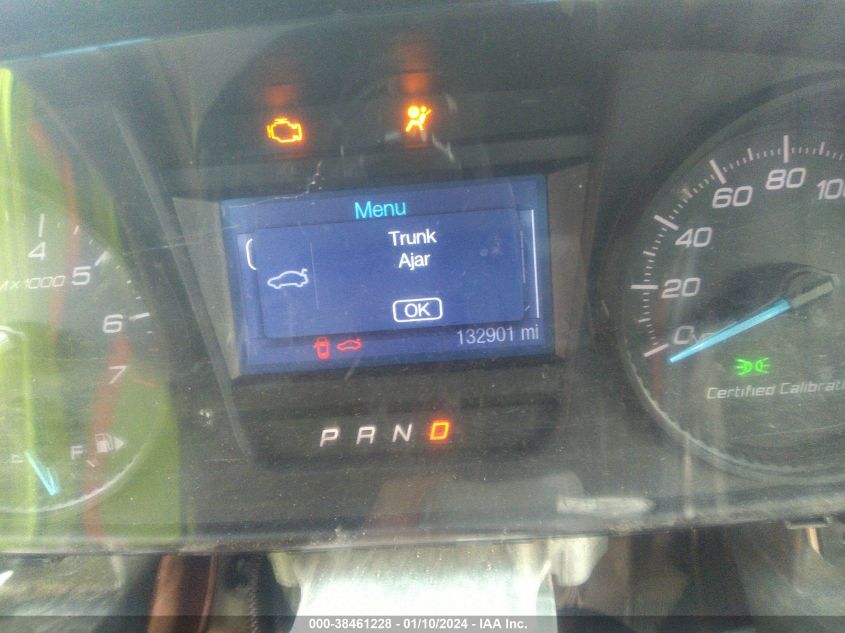 Menu
Trunk
Ajar
OK
132901 mi
P R N D
4
5
6
7
x1000
F
0
20
40
60
80
100
Certified
000-38461228 - 01/10/2024 - IAA Inc.